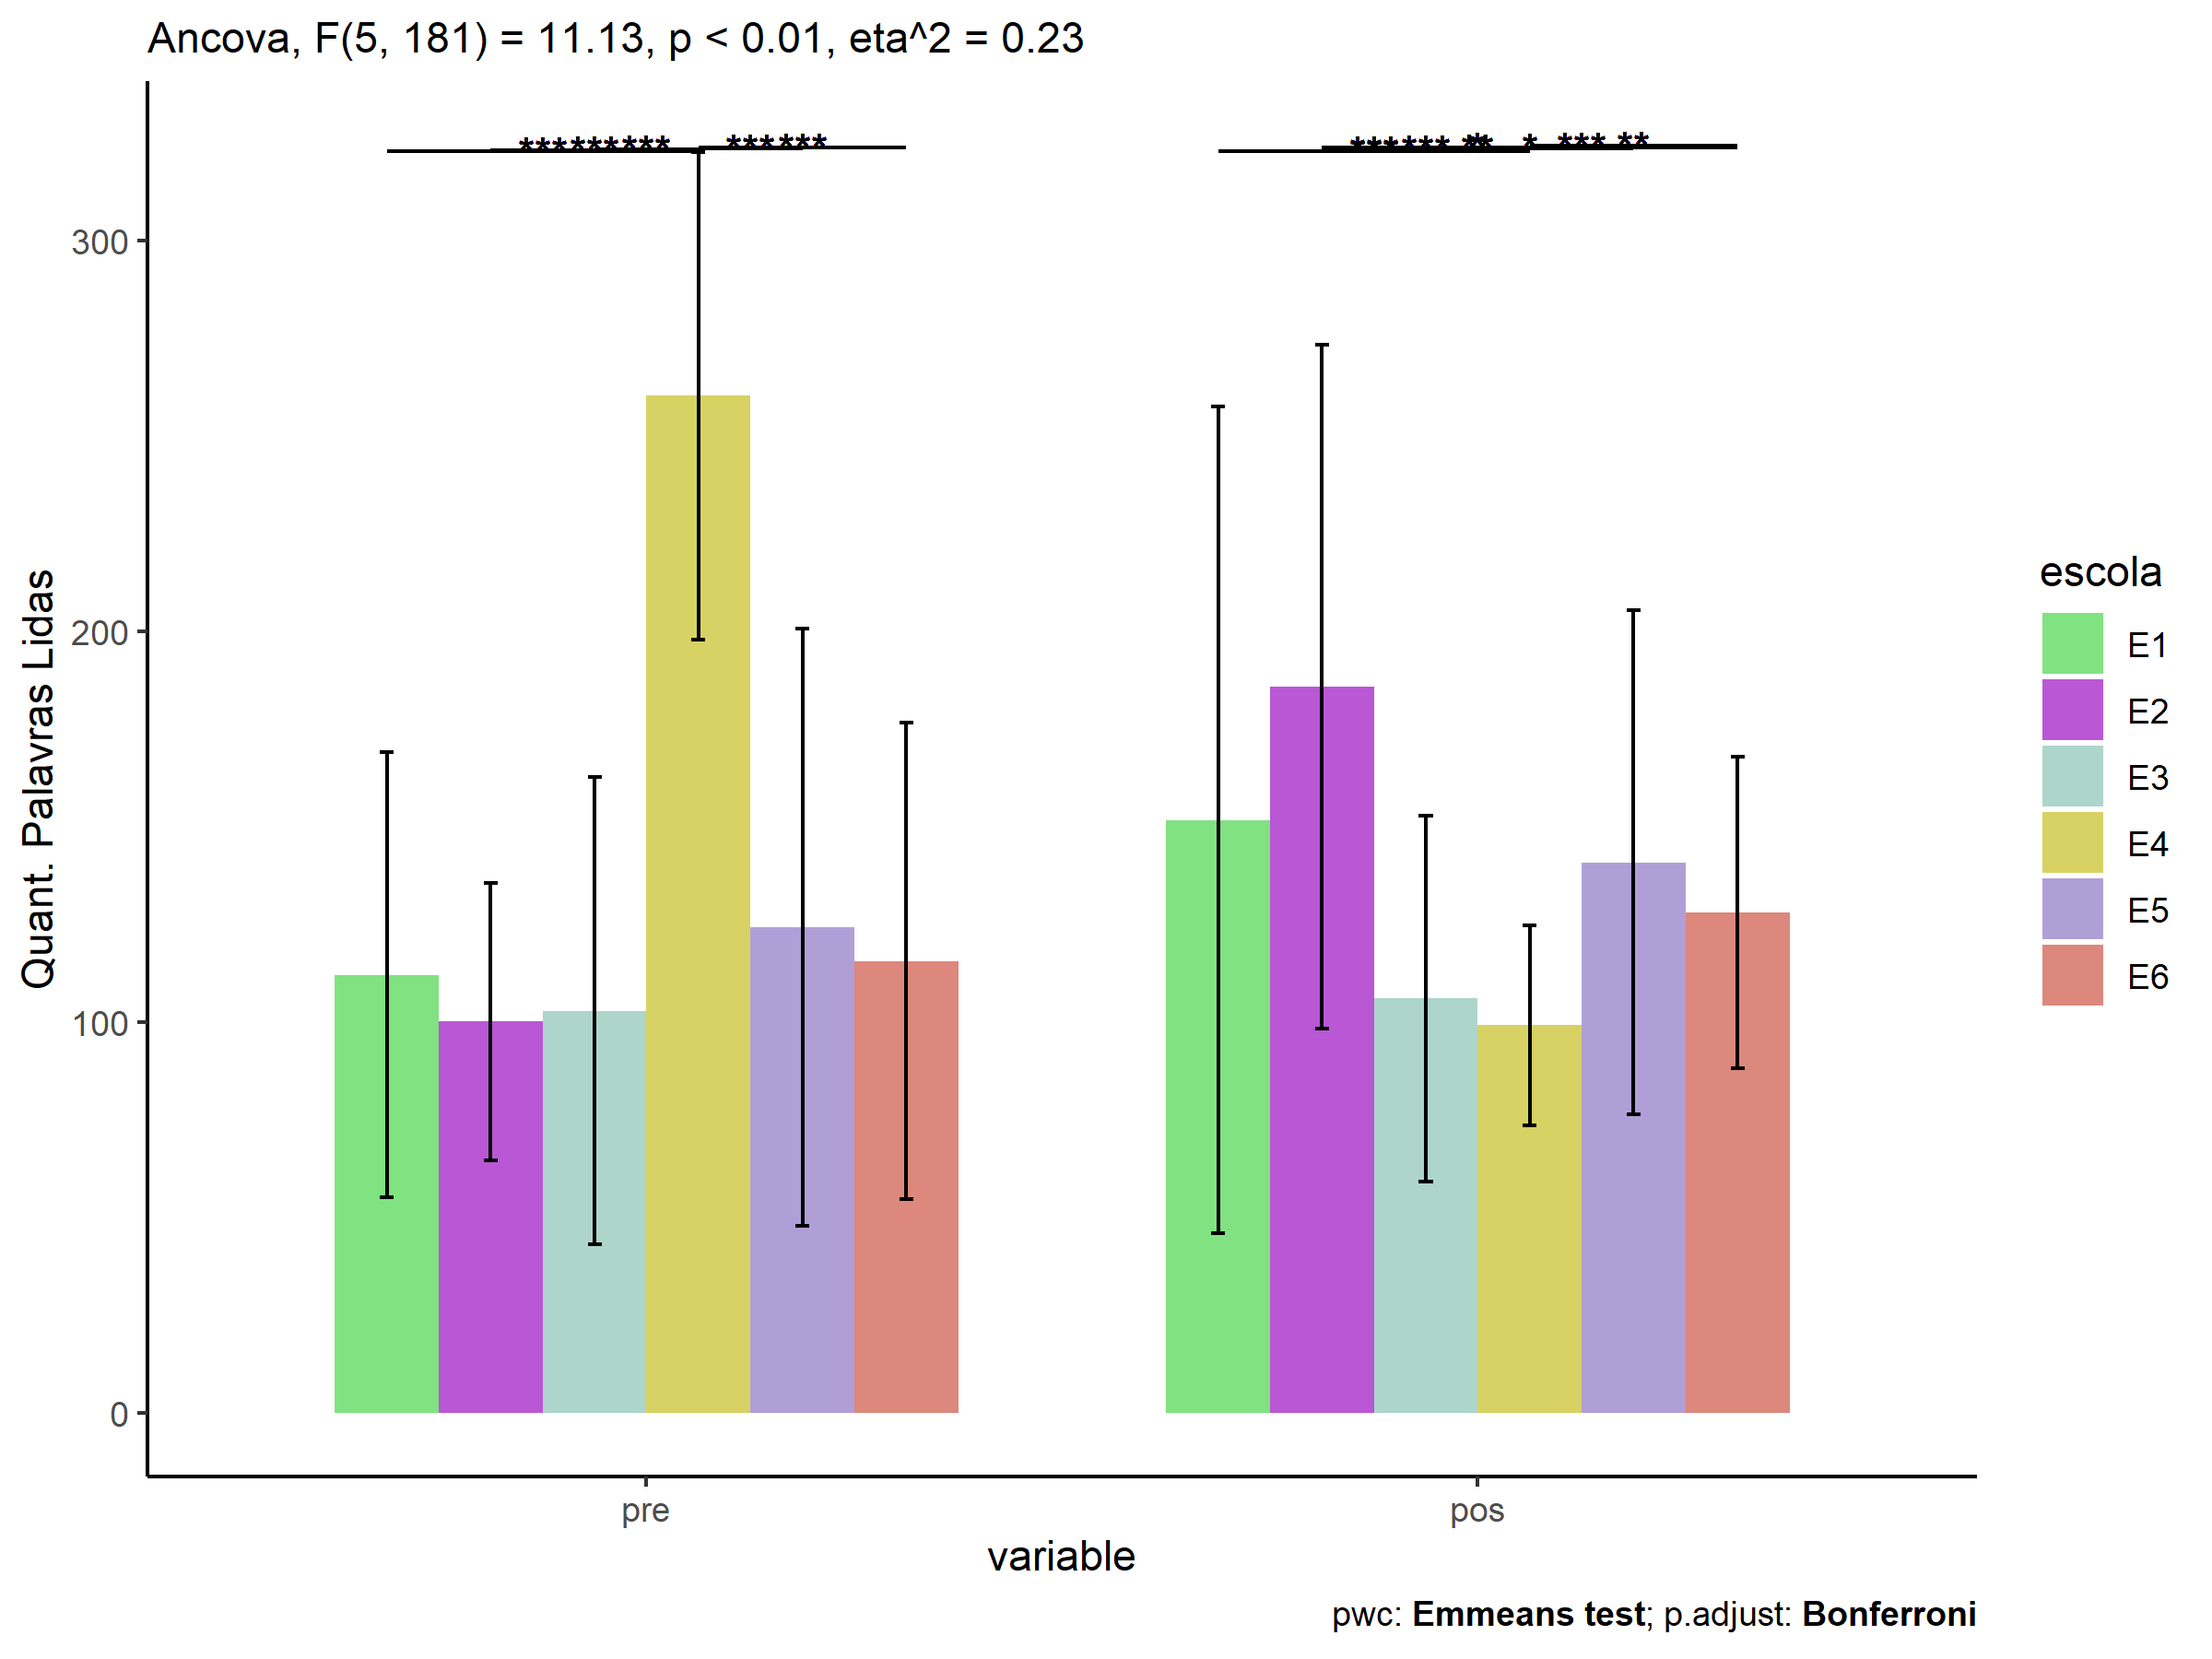 Ancova, F(5, 181) = 11.13, p < 0.01, eta^2 = 0.23
Quant. Palavras Lidas
300
200
100
0
pre
pos
variable
escola
E1
E2
E3
E4
E5
E6
pwc: Emmeans test; p.adjust: Bonferroni